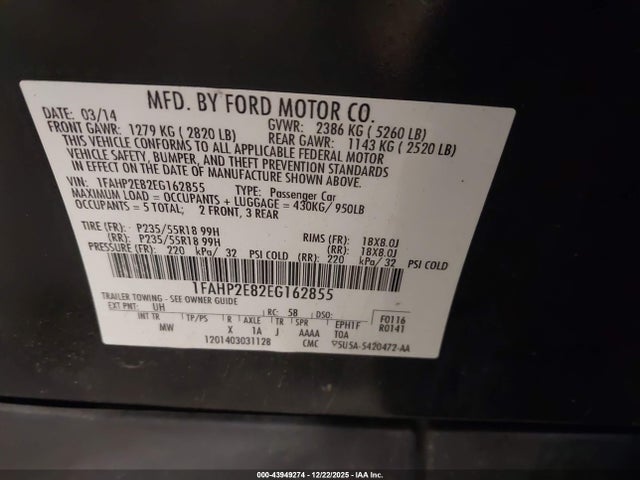 MFD. BY FORD MOTOR CO.
DATE: 03/14 GVWR: 2386 KG ( 5260 LB)
FRONT GAWR: 1279 KG ( 2820 LB) REAR GAWR: 1143 KG ( 2520 LB)
THIS VEHICLE CONFORMS TO ALL APPLICABLE FEDERAL MOTOR
VEHICLE SAFETY, BUMPER, AND THEFT PREVENTION STANDARDS
IN EFFECT ON THE DATE OF MANUFACTURE SHOWN ABOVE.
VIN: 1FAHP2E82EG162855 TYPE: Passenger Car
MAXIMUM LOAD = OCCUPANTS + LUGGAGE = 430KG/ 950LB
OCCUPANTS = 5 TOTAL. 2 FRONT, 3 REAR
TIRE (FR): P235/55R18 99H RIMS (FR): 18X8.0J
(RR): P235/55R18 99H (RR): 18X8.0J
PRESSURE (FR): 220 kPa/ 32 PSI COLD (RR): 220 kPa/ 32 PSI COLD
1FAHP2E82EG162855
TRAILER TOWING - SEE OWNER GUIDE
EXT PNT: UH RC: 58 DSO: F0116
INT TR TP/PS R AXLE TR SPR EPH1F R0141
MW X 1A J AAAA TOA
1201403031128 CMC ▽5U5A-5420472-AA
000-43949274 - 12/22/2025 - IAA Inc.